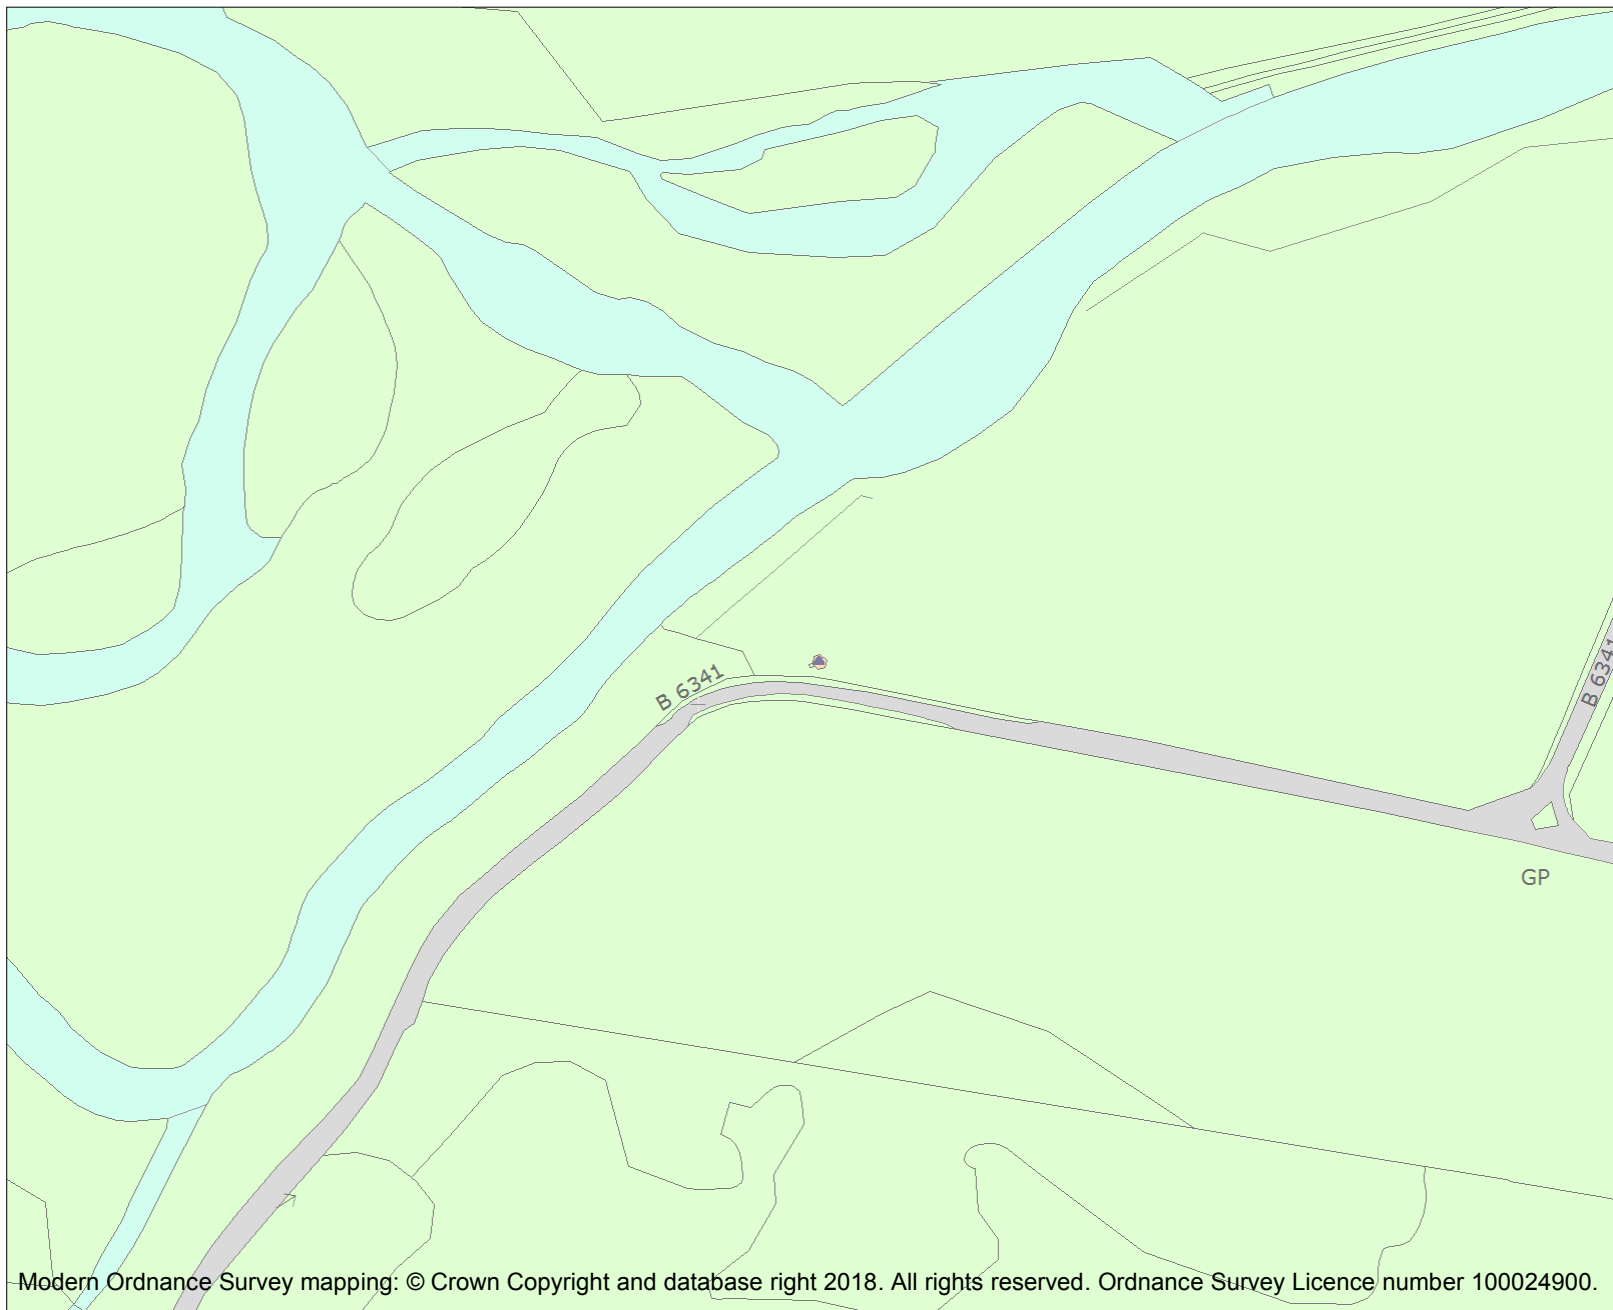 B 6341
B 6341
GP
Modern Ordnance Survey mapping: © Crown Copyright and database right 2018. All rights reserved. Ordnance Survey Licence number 100024900.